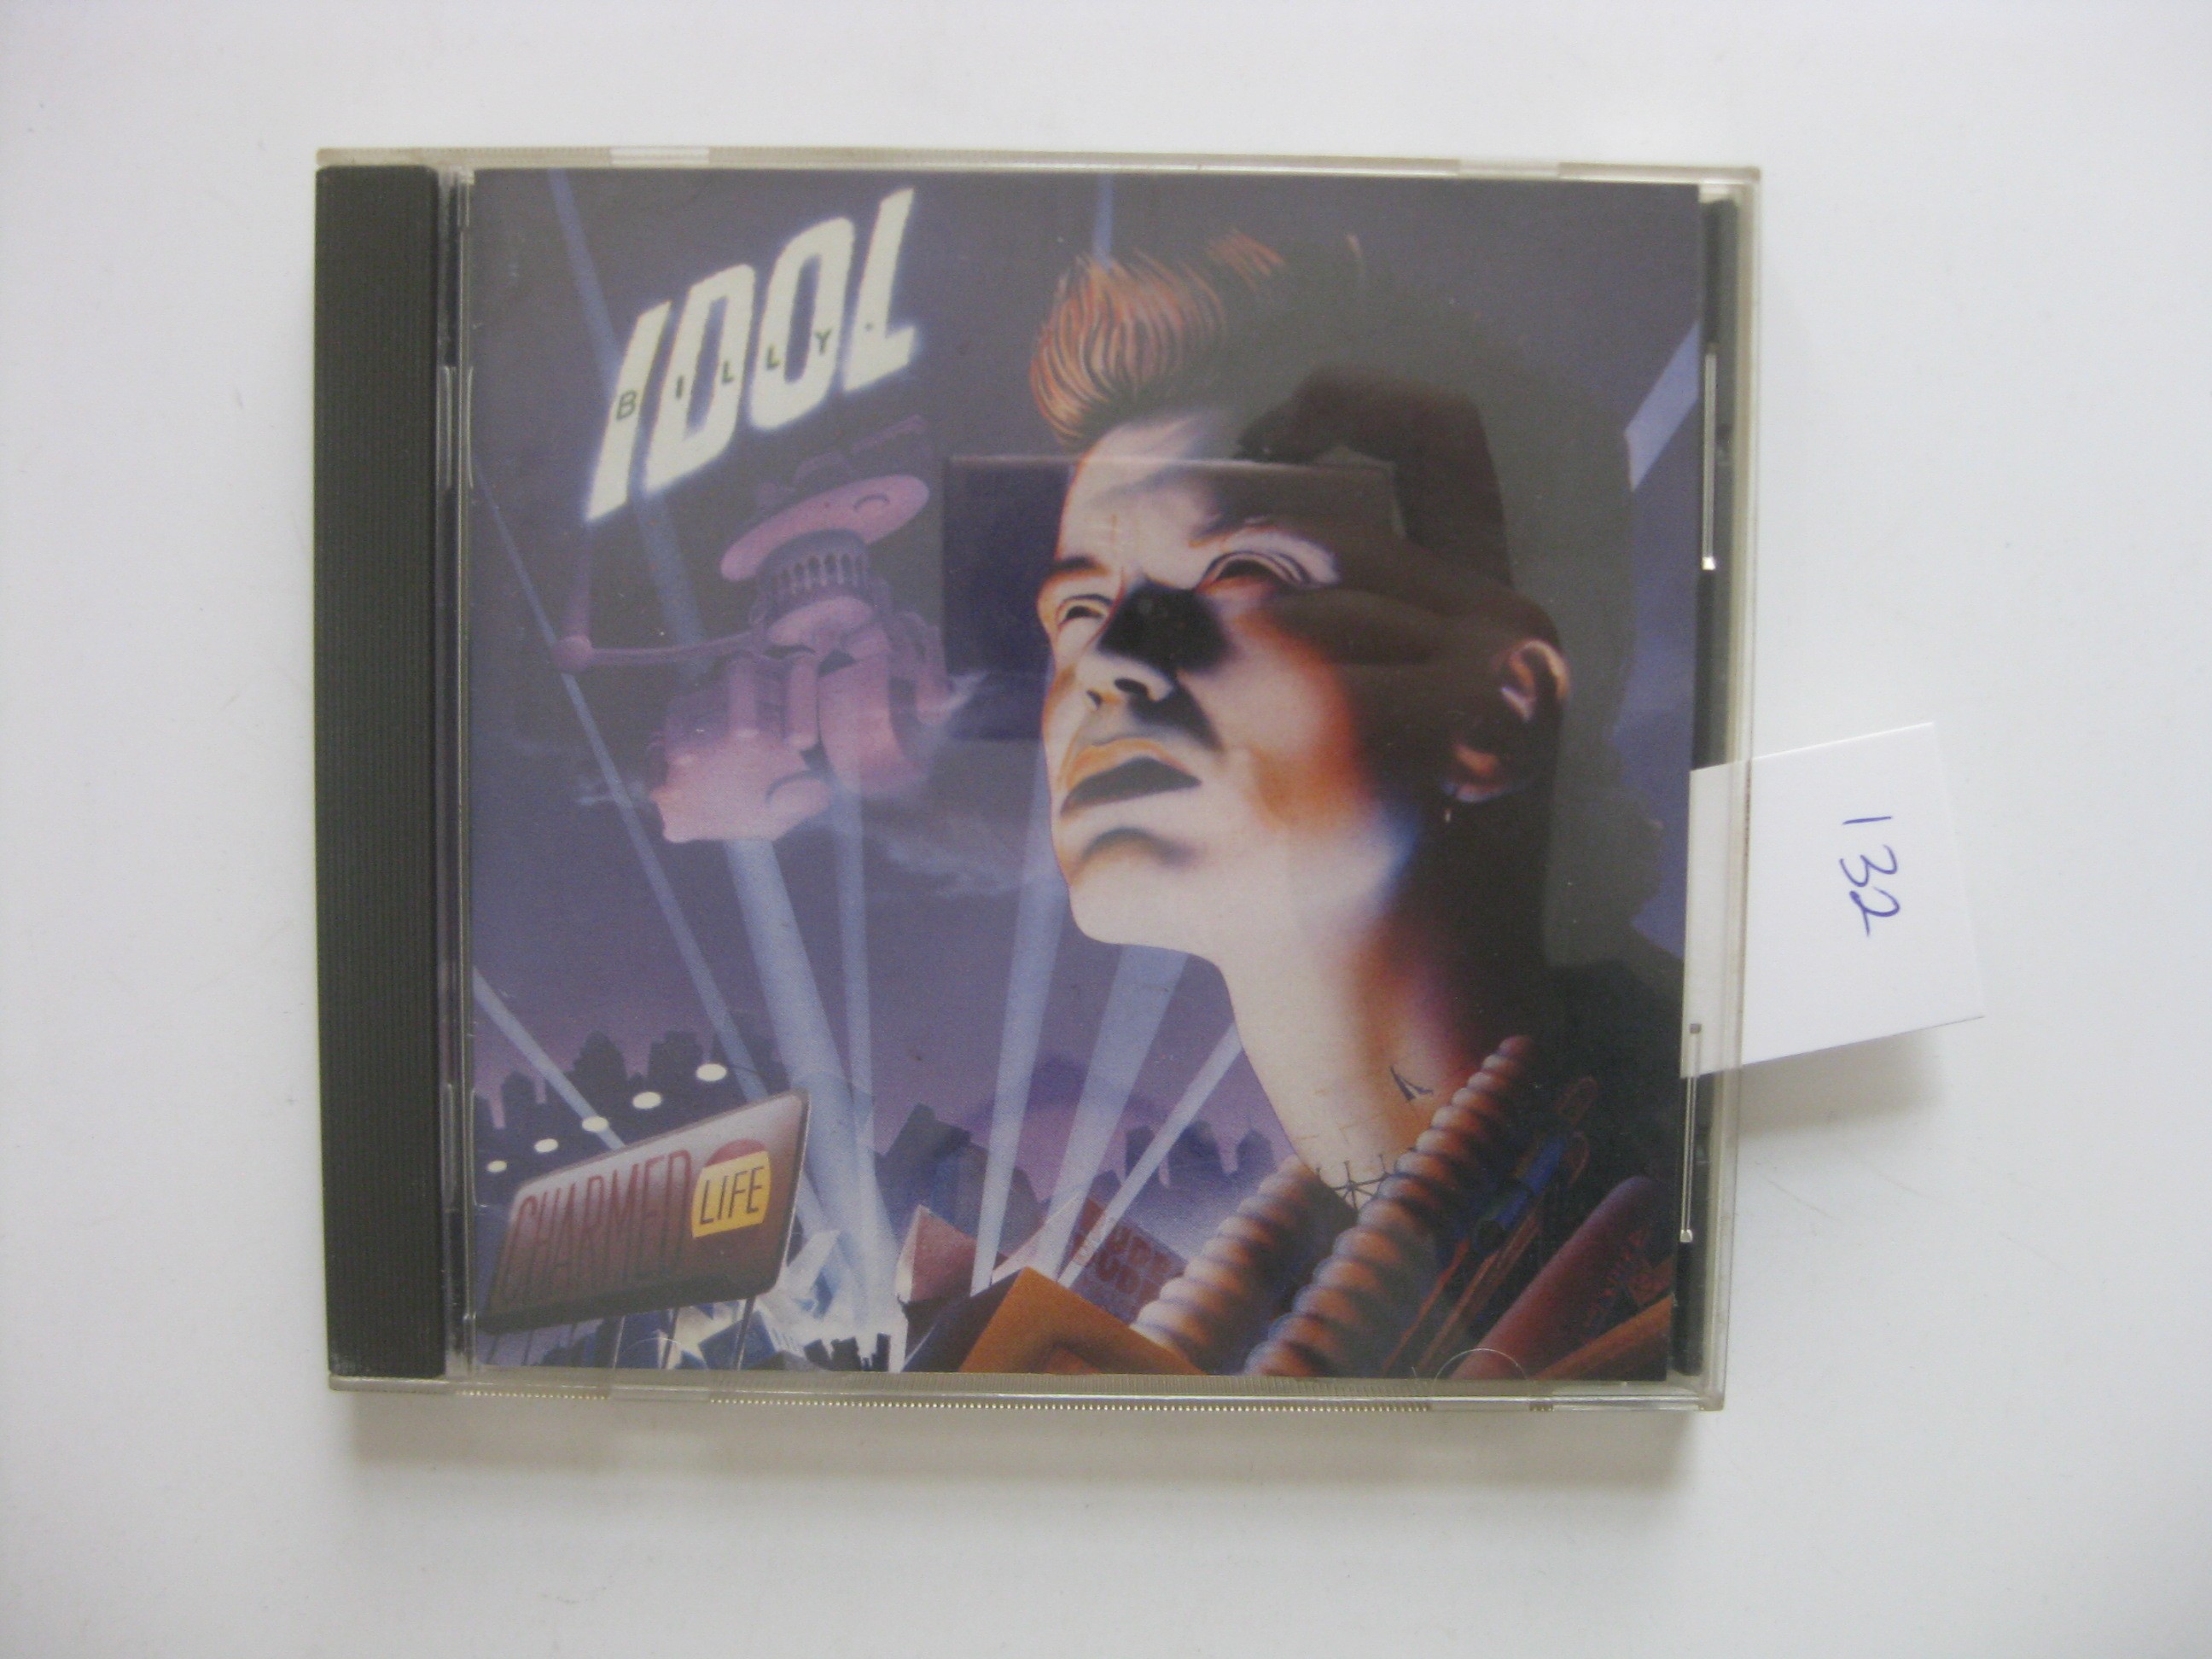 IDOL
BILLY
CHARMED
LIFE
132